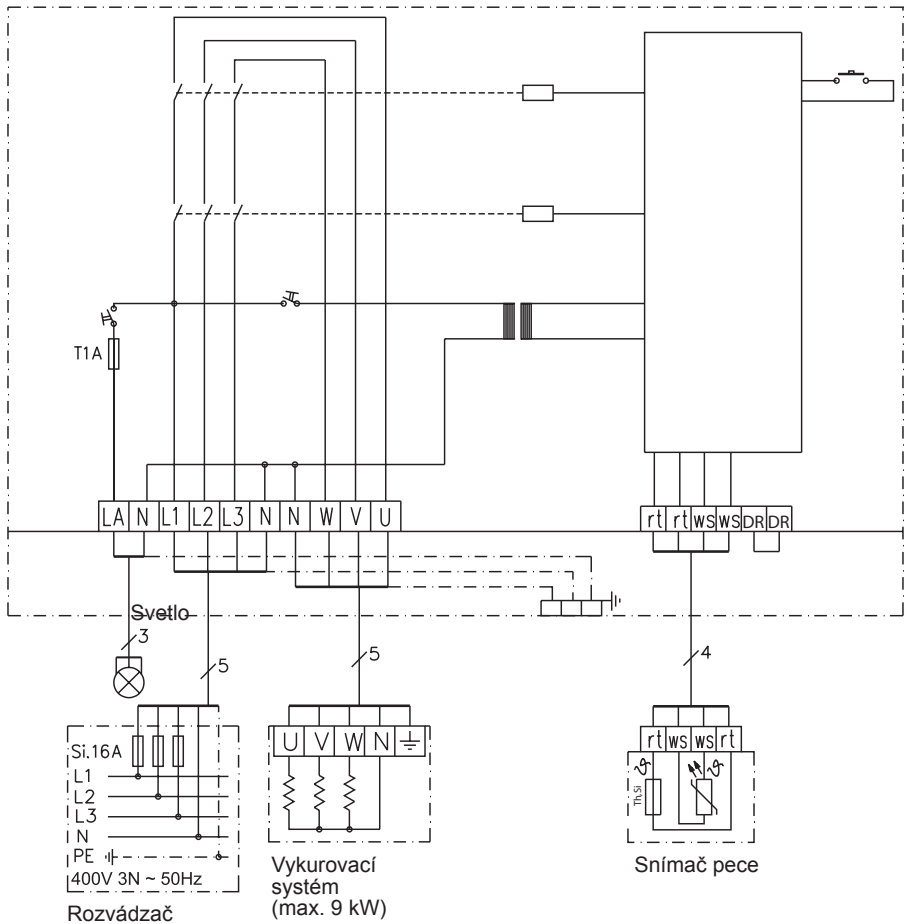 T1A
LA N L1 L2 L3 N N W V U
rt rt ws ws DR DR
Svetlo
3
5
5
4
Si.16A
L1
L2
L3
N
PE
400V 3N ~ 50Hz
Rozvádzač
U V W N
Vykurovací
systém
(max. 9 kW)
rt ws ws rt
Th,Si
ϑ
ϑ
Snímač pece